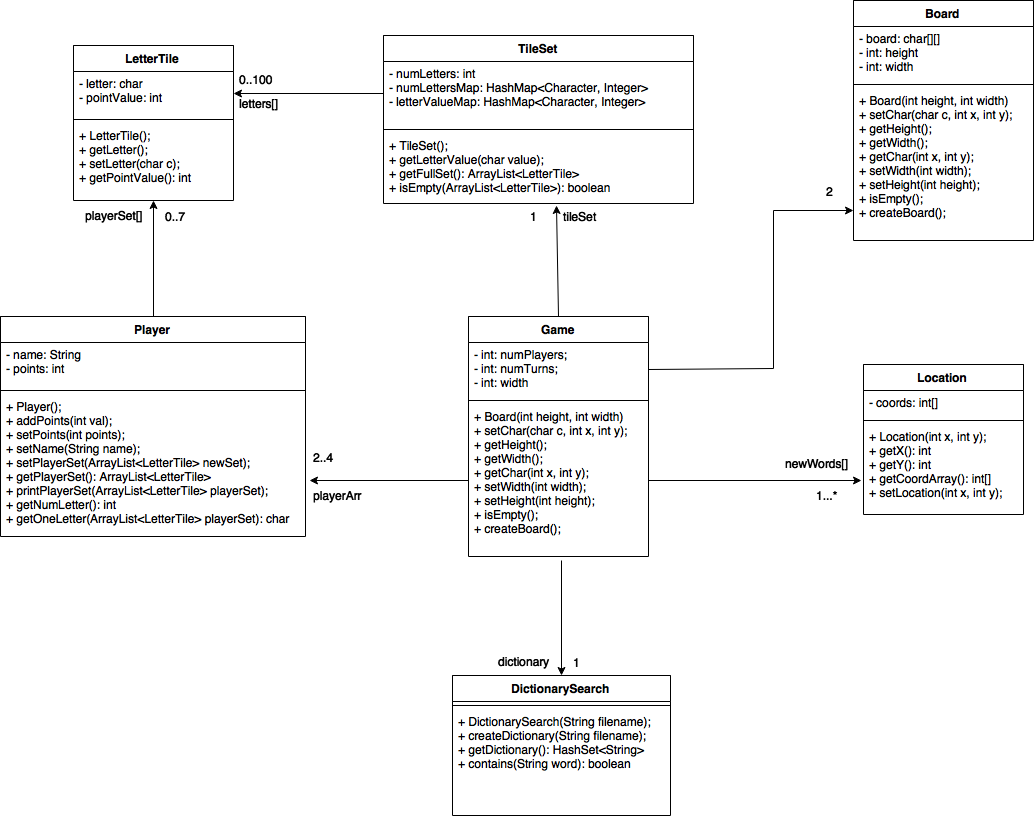 LetterTile
- letter: char
- pointValue: int
+ LetterTile();
+ getLetter();
+ setLetter(char c);
+ getPointValue(): int
0..100
letters[]
TileSet
- numLetters: int
- numLettersMap: HashMap<Character, Integer>
- letterValueMap: HashMap<Character, Integer>
+ TileSet();
+ getLetterValue(char value);
+ getFullSet(): ArrayList<LetterTile>
+ isEmpty(ArrayList<LetterTile>): boolean
Board
- board: char[][]
- int: height
- int: width
+ Board(int height, int width)
+ setChar(char c, int x, int y);
+ getHeight();
+ getWidth();
+ getChar(int x, int y);
+ setWidth(int width);
+ setHeight(int height);
+ isEmpty();
+ createBoard();
playerSet[]
0..7
1
tileSet
2
Player
- name: String
- points: int
+ Player();
+ addPoints(int val);
+ setPoints(int points);
+ setName(String name);
+ setPlayerSet(ArrayList<LetterTile> newSet);
+ getPlayerSet(): ArrayList<LetterTile>
+ printPlayerSet(ArrayList<LetterTile> playerSet);
+ getNumLetter(): int
+ getOneLetter(ArrayList<LetterTile> playerSet): char
2..4
playerArr
Game
- int: numPlayers;
- int: numTurns;
- int: width
+ Board(int height, int width)
+ setChar(char c, int x, int y);
+ getHeight();
+ getWidth();
+ getChar(int x, int y);
+ setWidth(int width);
+ setHeight(int height);
+ isEmpty();
+ createBoard();
newWords[]
1...*
Location
- coords: int[]
+ Location(int x, int y);
+ getX(): int
+ getY(): int
+ getCoordArray(): int[]
+ setLocation(int x, int y);
dictionary
1
DictionarySearch
+ DictionarySearch(String filename);
+ createDictionary(String filename);
+ getDictionary(): HashSet<String>
+ contains(String word): boolean